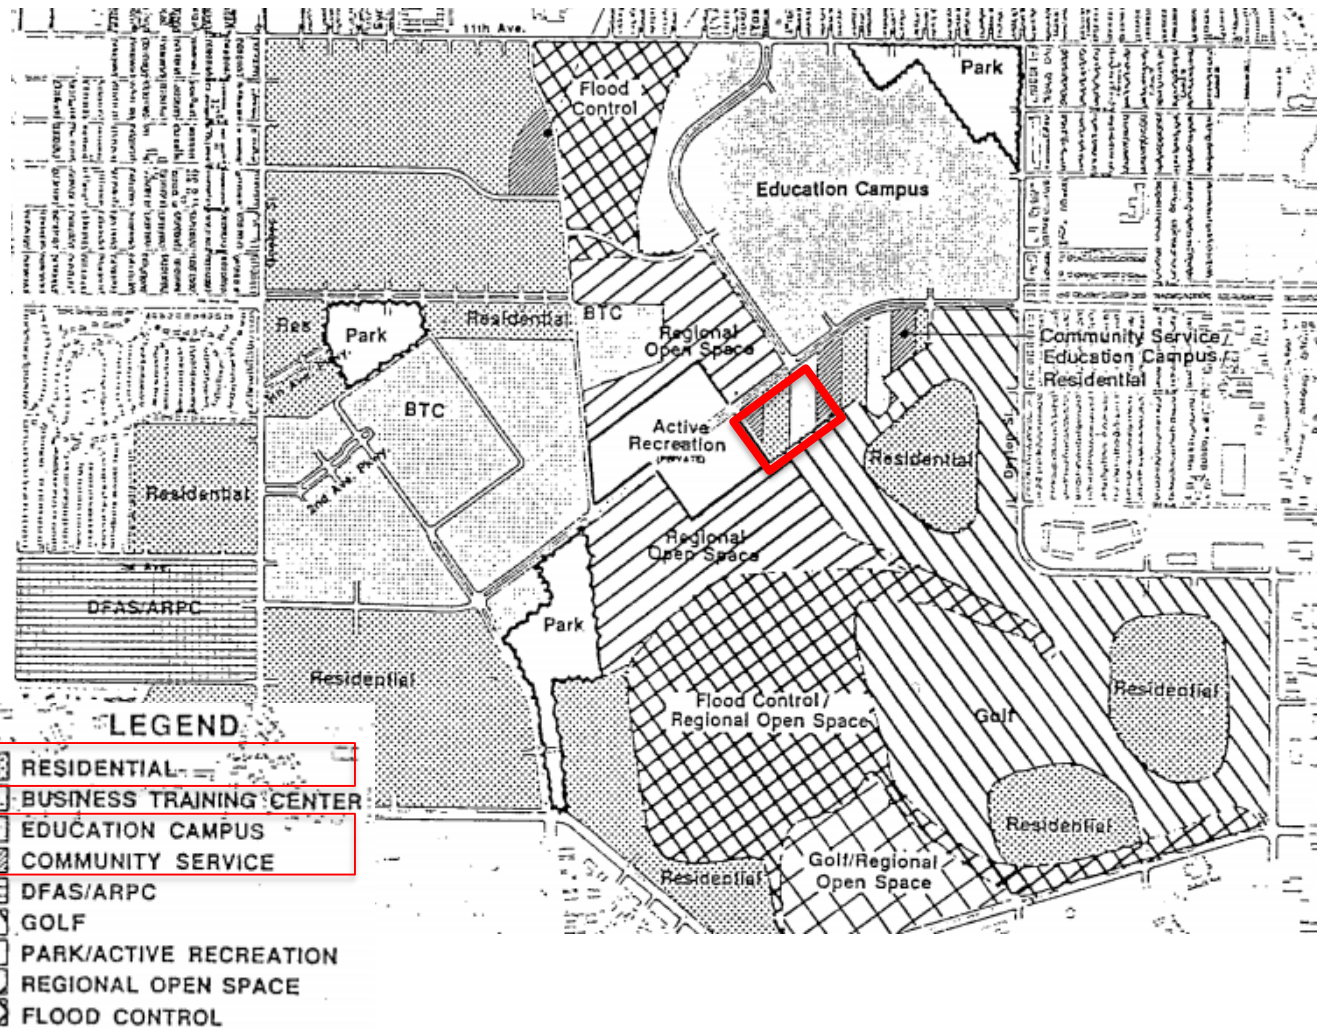 11th Ave.
Park
Flood
Control
Education Campus
Res
Park
Residential
BTC
Regional
Open Space
Community Service/
Education Campus/
Residential
BTC
Active
Recreation
(PRIVATE)
Residential
Residential
2nd Ave. Pkwy.
Regional
Open Space
DFAS/ARPC
Park
Residential
Flood Control/
Regional Open Space
Golf
Residential
Residential
Residential
Golf/Regional
Open Space
LEGEND
RESIDENTIAL
BUSINESS TRAINING CENTER
EDUCATION CAMPUS
COMMUNITY SERVICE
DFAS/ARPC
GOLF
PARK/ACTIVE RECREATION
REGIONAL OPEN SPACE
FLOOD CONTROL